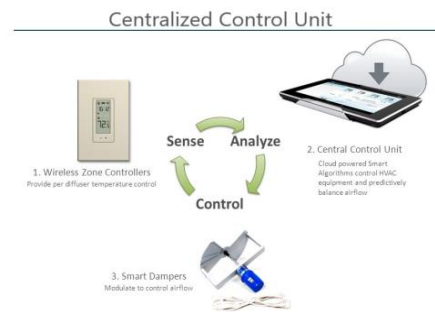 Centralized Control Unit
72
Sense
Analyze
Control
1. Wireless Zone Controllers
Provide per diffuser temperature control
2. Central Control Unit
Cloud powered Smart
Algorithms control HVAC
equipment and predictively
balance airflow
3. Smart Dampers
Modulate to control airflow